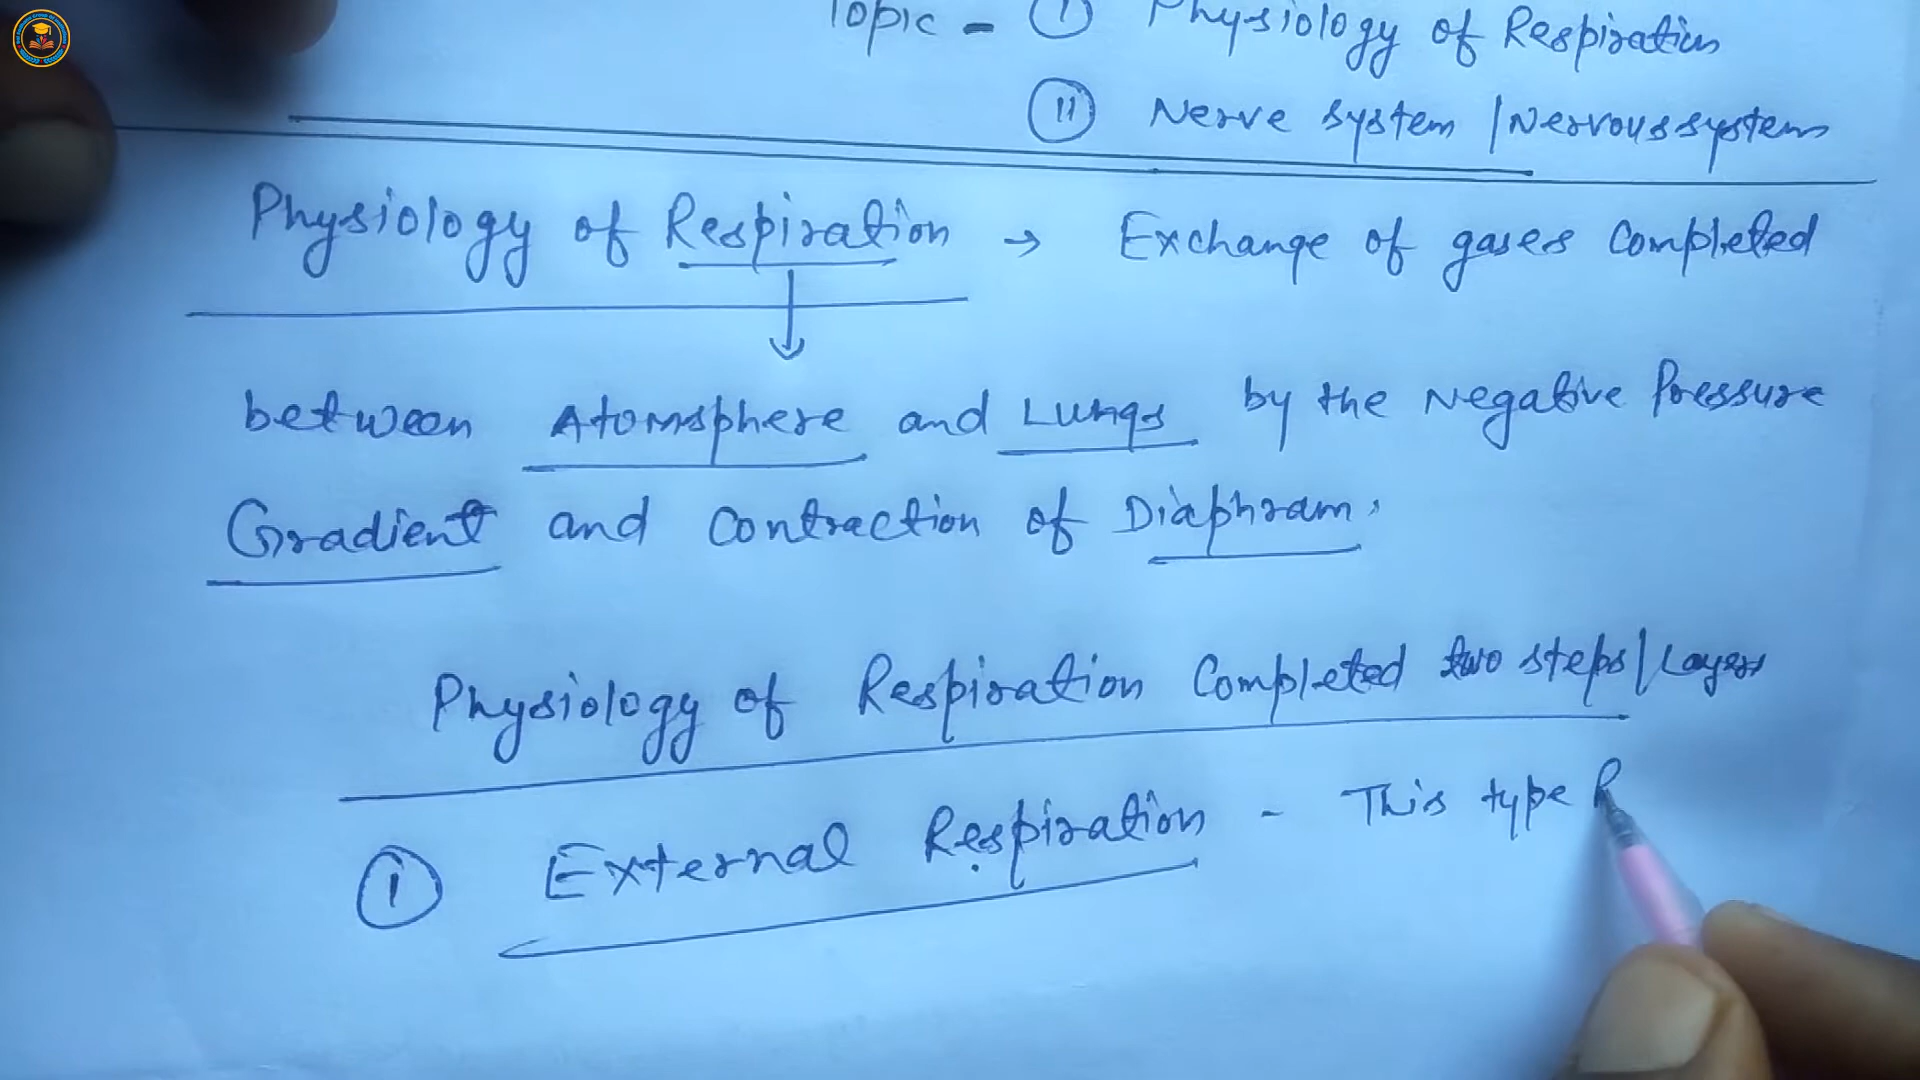 Topic - (I) Physiology of Respiration
(II) Nerve system / Nervous system
Physiology of Respiration → Exchange of gases completed
between Atomsphere and Lungs by the Negative Pressure
Gradient and contraction of Diaphram.
Physiology of Respiration Completed two steps/Layers
(i) External Respiration - This type R